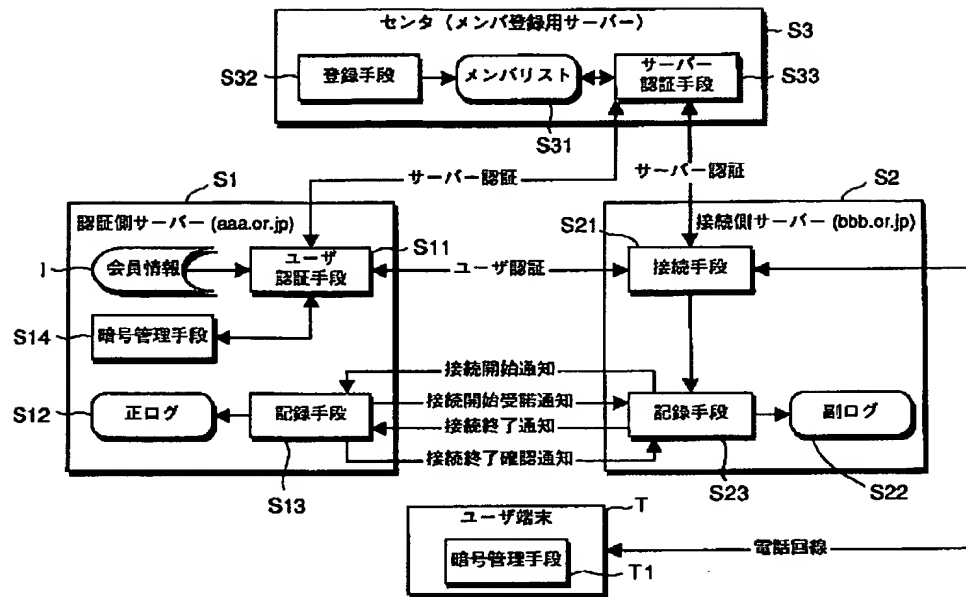 センタ（メンバ登録用サーバー）
S3
S32
登録手段
メンバリスト
サーバー
認証手段
S33
S31
サーバー認証
サーバー認証
S1
S2
認証側サーバー (aaa.or.jp)
接続側サーバー (bbb.or.jp)
S11
S21
1
会員情報
ユーザ
認証手段
ユーザ認証
接続手段
S14
暗号管理手段
接続開始通知
S12
正ログ
記録手段
接続開始受諾通知
記録手段
副ログ
接続終了通知
接続終了確認通知
S13
S23
S22
ユーザ端末
T
暗号管理手段
電話回線
T1